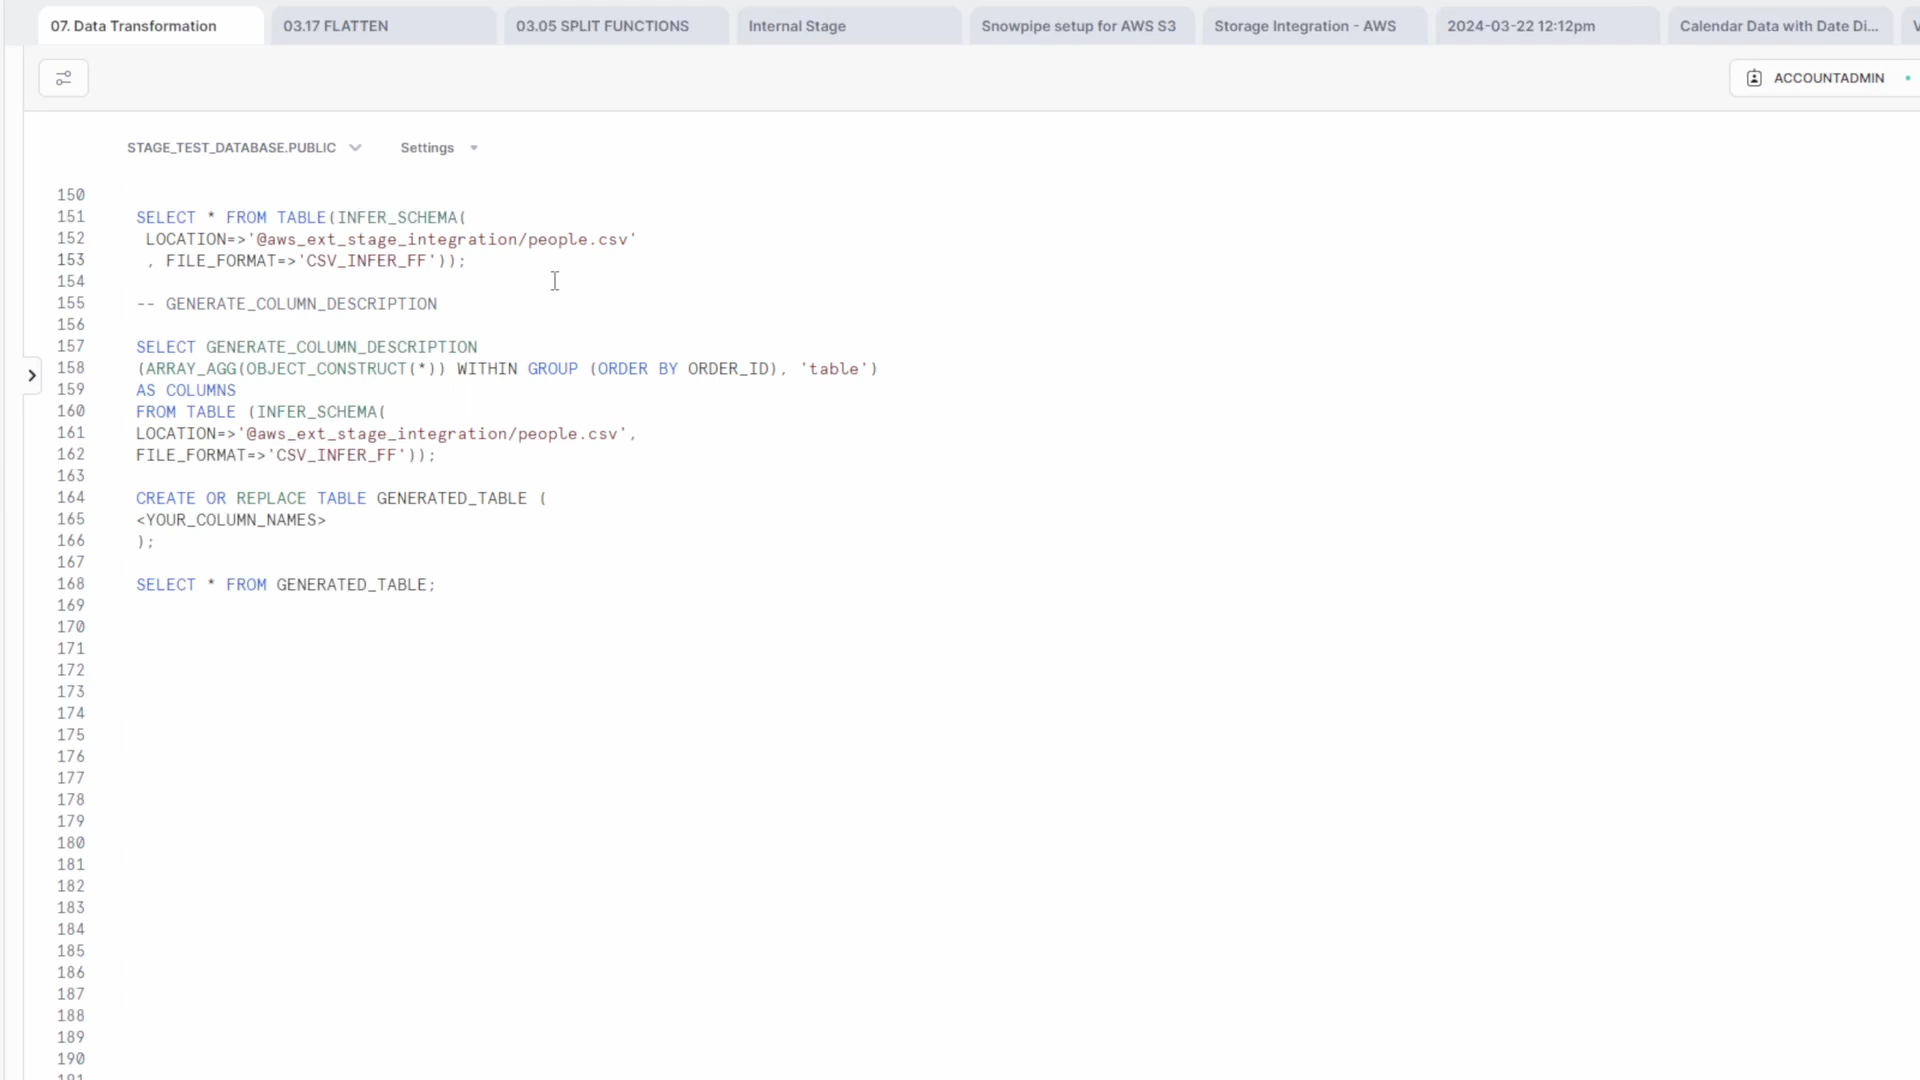 07. Data Transformation
03.17 FLATTEN
03.05 SPLIT FUNCTIONS
Internal Stage
Snowpipe setup for AWS S3
Storage Integration - AWS
2024-03-22 12:12pm
Calendar Data with Date Di...
ACCOUNTADMIN
STAGE_TEST_DATABASE.PUBLIC
Settings
150
151 SELECT * FROM TABLE(INFER_SCHEMA(
152 LOCATION=>'@aws_ext_stage_integration/people.csv'
153 , FILE_FORMAT=>'CSV_INFER_FF'));
154
155 -- GENERATE_COLUMN_DESCRIPTION
156
157 SELECT GENERATE_COLUMN_DESCRIPTION
158 (ARRAY_AGG(OBJECT_CONSTRUCT(*)) WITHIN GROUP (ORDER BY ORDER_ID), 'table')
159 AS COLUMNS
160 FROM TABLE (INFER_SCHEMA(
161 LOCATION=>'@aws_ext_stage_integration/people.csv',
162 FILE_FORMAT=>'CSV_INFER_FF'));
163
164 CREATE OR REPLACE TABLE GENERATED_TABLE (
165 <YOUR_COLUMN_NAMES>
166 );
167
168 SELECT * FROM GENERATED_TABLE;
169
170
171
172
173
174
175
176
177
178
179
180
181
182
183
184
185
186
187
188
189
190